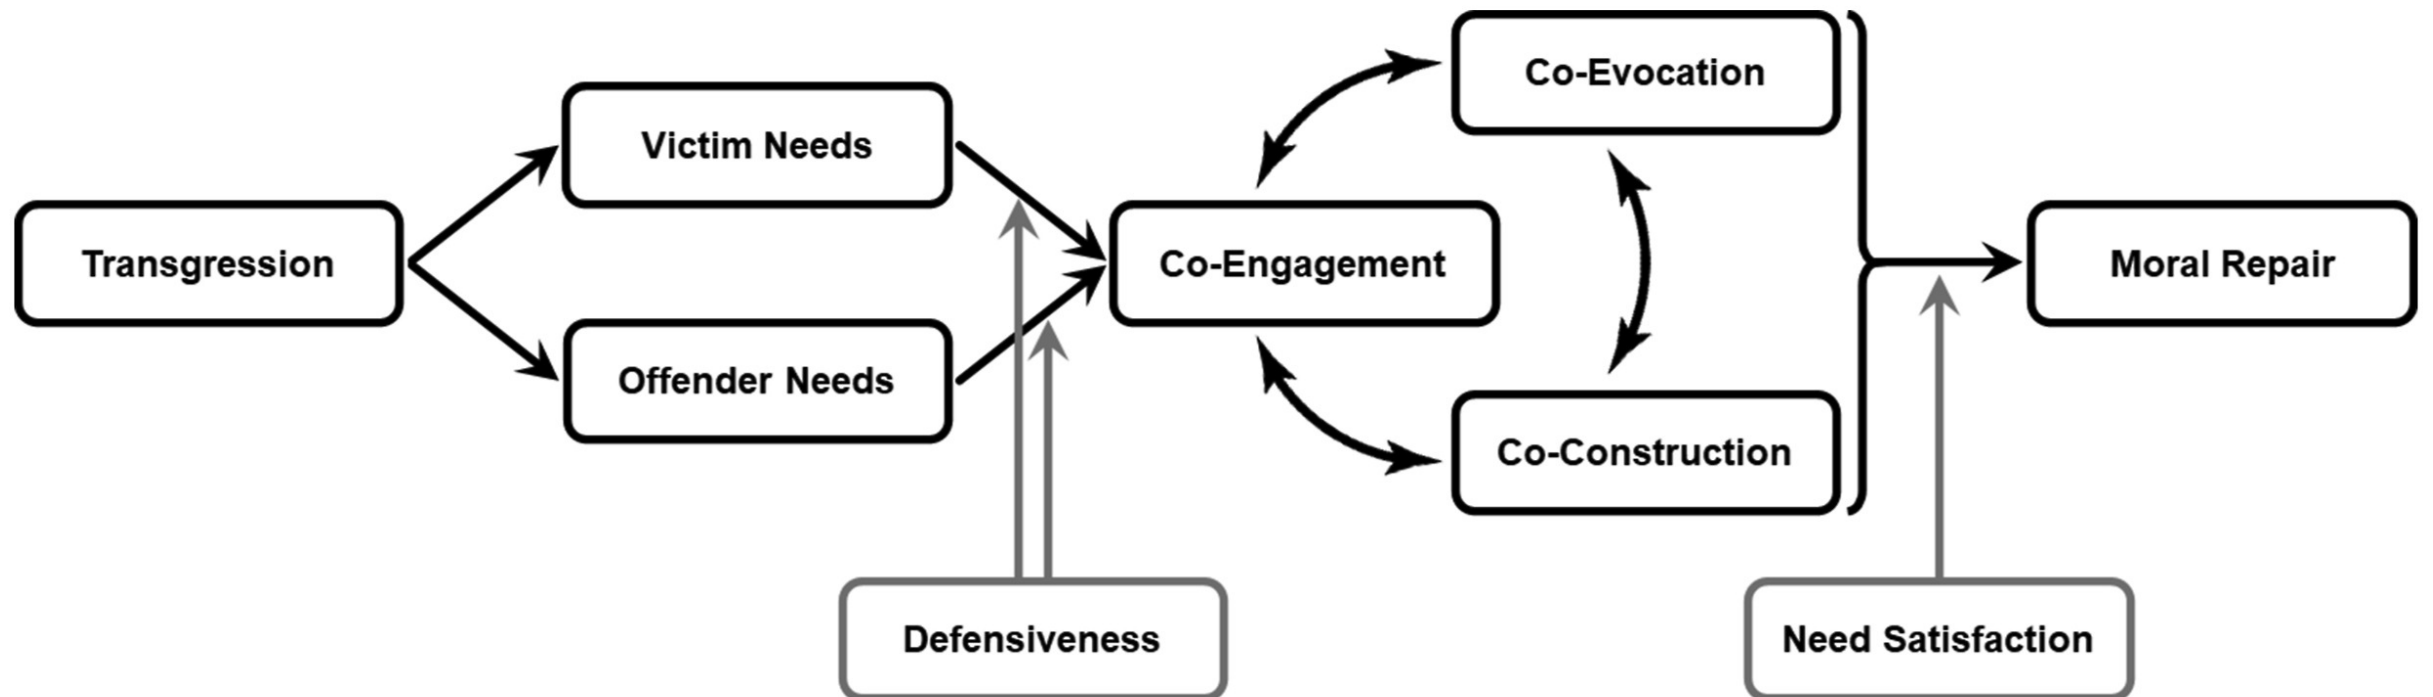 Transgression
Victim Needs
Offender Needs
Co-Engagement
Co-Evocation
Co-Construction
Moral Repair
Defensiveness
Need Satisfaction